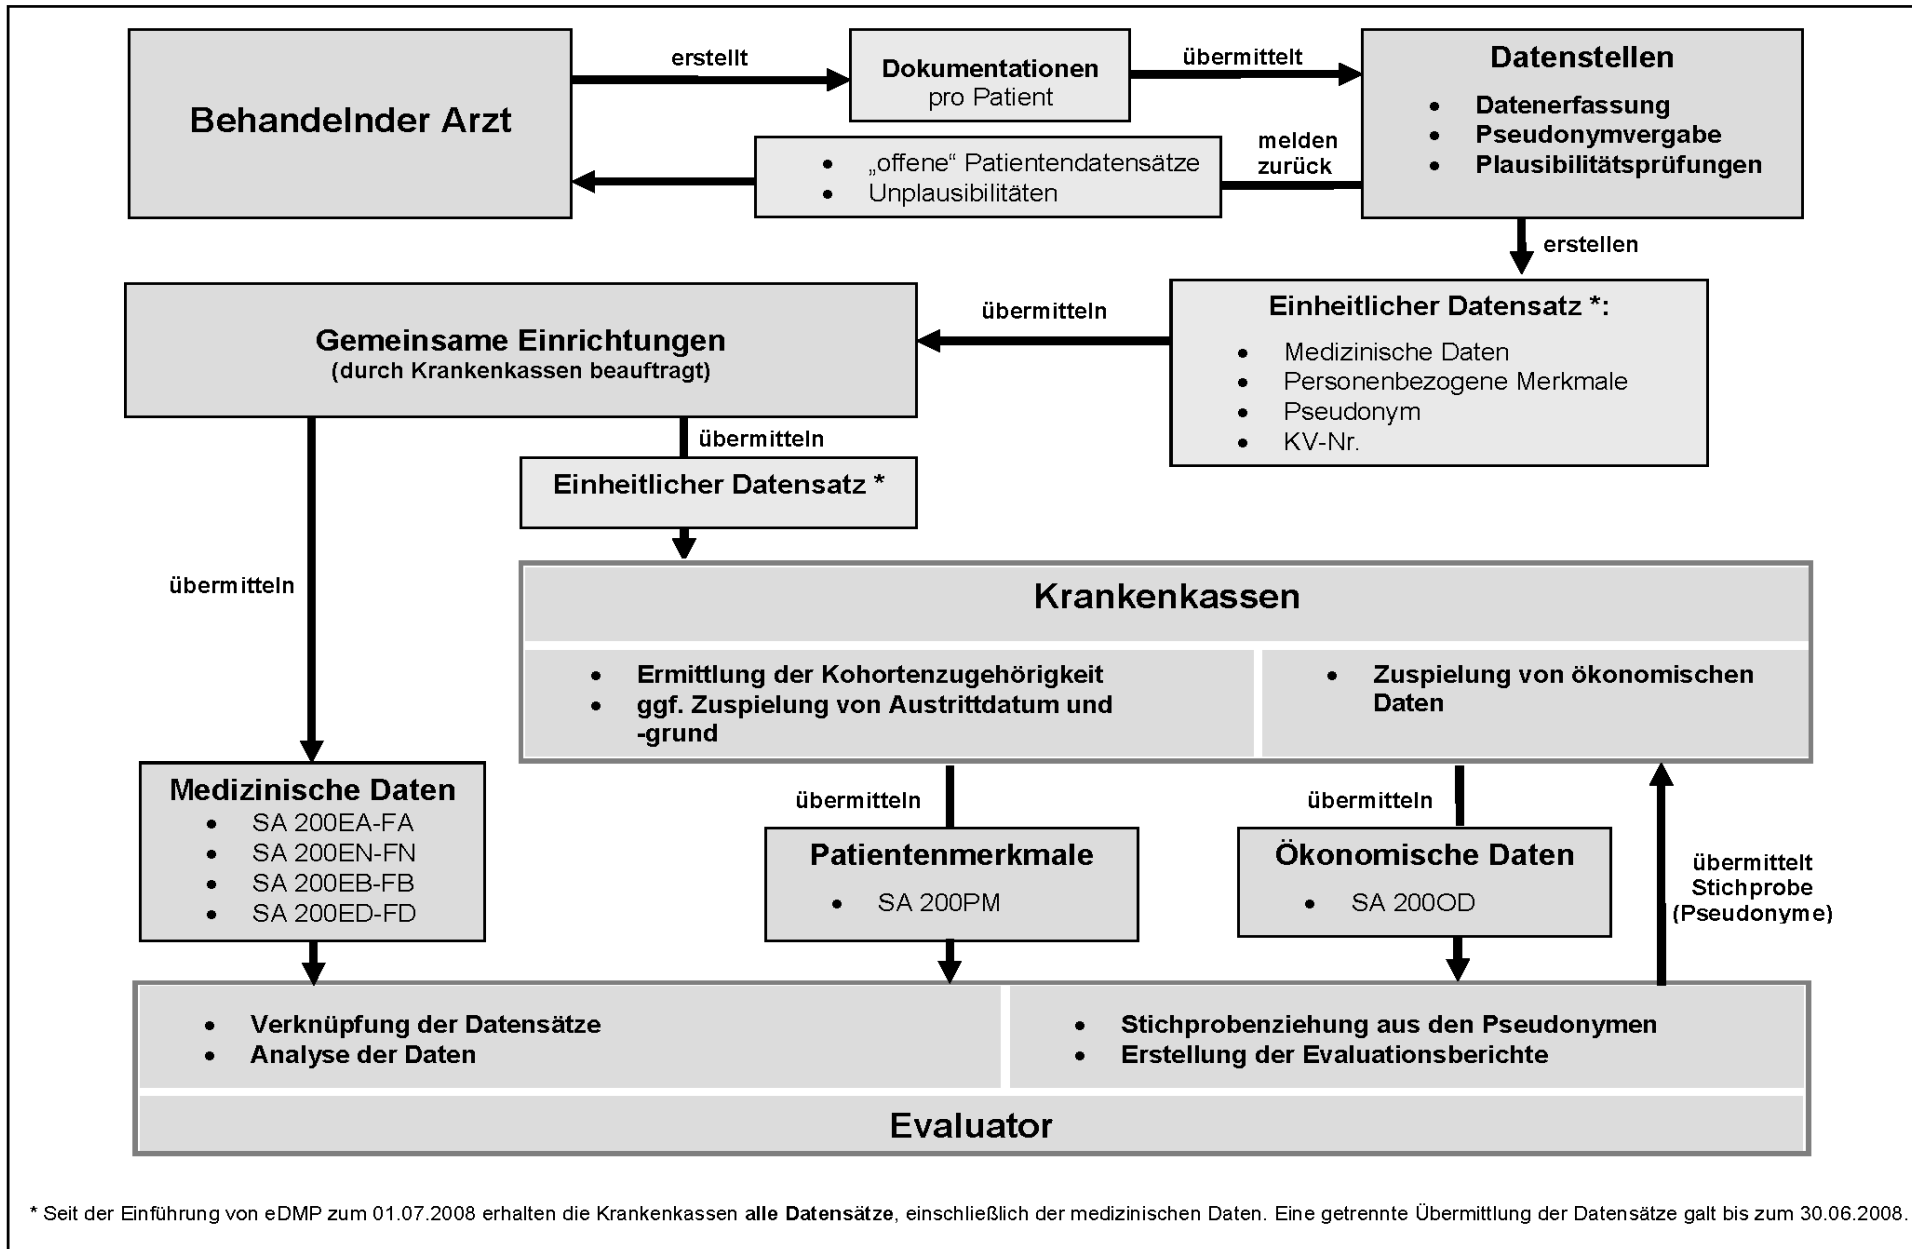 Behandelnder Arzt
erstellt
Dokumentationen
pro Patient
übermittelt
Datenstellen
• Datenerfassung
• Pseudonymvergabe
• Plausibilitätsprüfungen
melden
zurück
• „offene“ Patientendatensätze
• Unplausibilitäten
erstellen
Einheitlicher Datensatz *:
• Medizinische Daten
• Personenbezogene Merkmale
• Pseudonym
• KV-Nr.
übermitteln
Gemeinsame Einrichtungen
(durch Krankenkassen beauftragt)
übermitteln
Einheitlicher Datensatz *
übermitteln
Krankenkassen
• Ermittlung der Kohortenzugehörigkeit
• ggf. Zuspielung von Austrittdatum und
-grund
• Zuspielung von ökonomischen
Daten
Medizinische Daten
• SA 200EA-FA
• SA 200EN-FN
• SA 200EB-FB
• SA 200ED-FD
übermitteln
Patientenmerkmale
• SA 200PM
übermitteln
Ökonomische Daten
• SA 200OD
übermittelt
Stichprobe
(Pseudonyme)
• Verknüpfung der Datensätze
• Analyse der Daten
• Stichprobenziehung aus den Pseudonymen
• Erstellung der Evaluationsberichte
Evaluator
* Seit der Einführung von eDMP zum 01.07.2008 erhalten die Krankenkassen alle Datensätze, einschließlich der medizinischen Daten. Eine getrennte Übermittlung der Datensätze galt bis zum 30.06.2008.